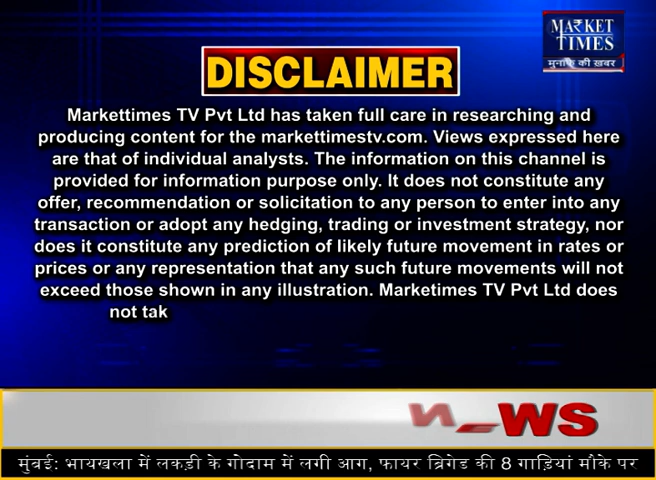 MARKET
TIMES
मुनाफे की ख़बर
DISCLAIMER
Markettimes TV Pvt Ltd has taken full care in researching and
producing content for the markettimestv.com. Views expressed here
are that of individual analysts. The information on this channel is
provided for information purpose only. It does not constitute any
offer, recommendation or solicitation to any person to enter into any
transaction or adopt any hedging, trading or investment strategy, nor
does it constitute any prediction of likely future movement in rates or
prices or any representation that any such future movements will not
exceed those shown in any illustration. Marketimes TV Pvt Ltd does
not tak
NEWS
मुंबई: भायखला में लकड़ी के गोदाम में लगी आग, फायर ब्रिगेड की 8 गाड़ियां मौके पर